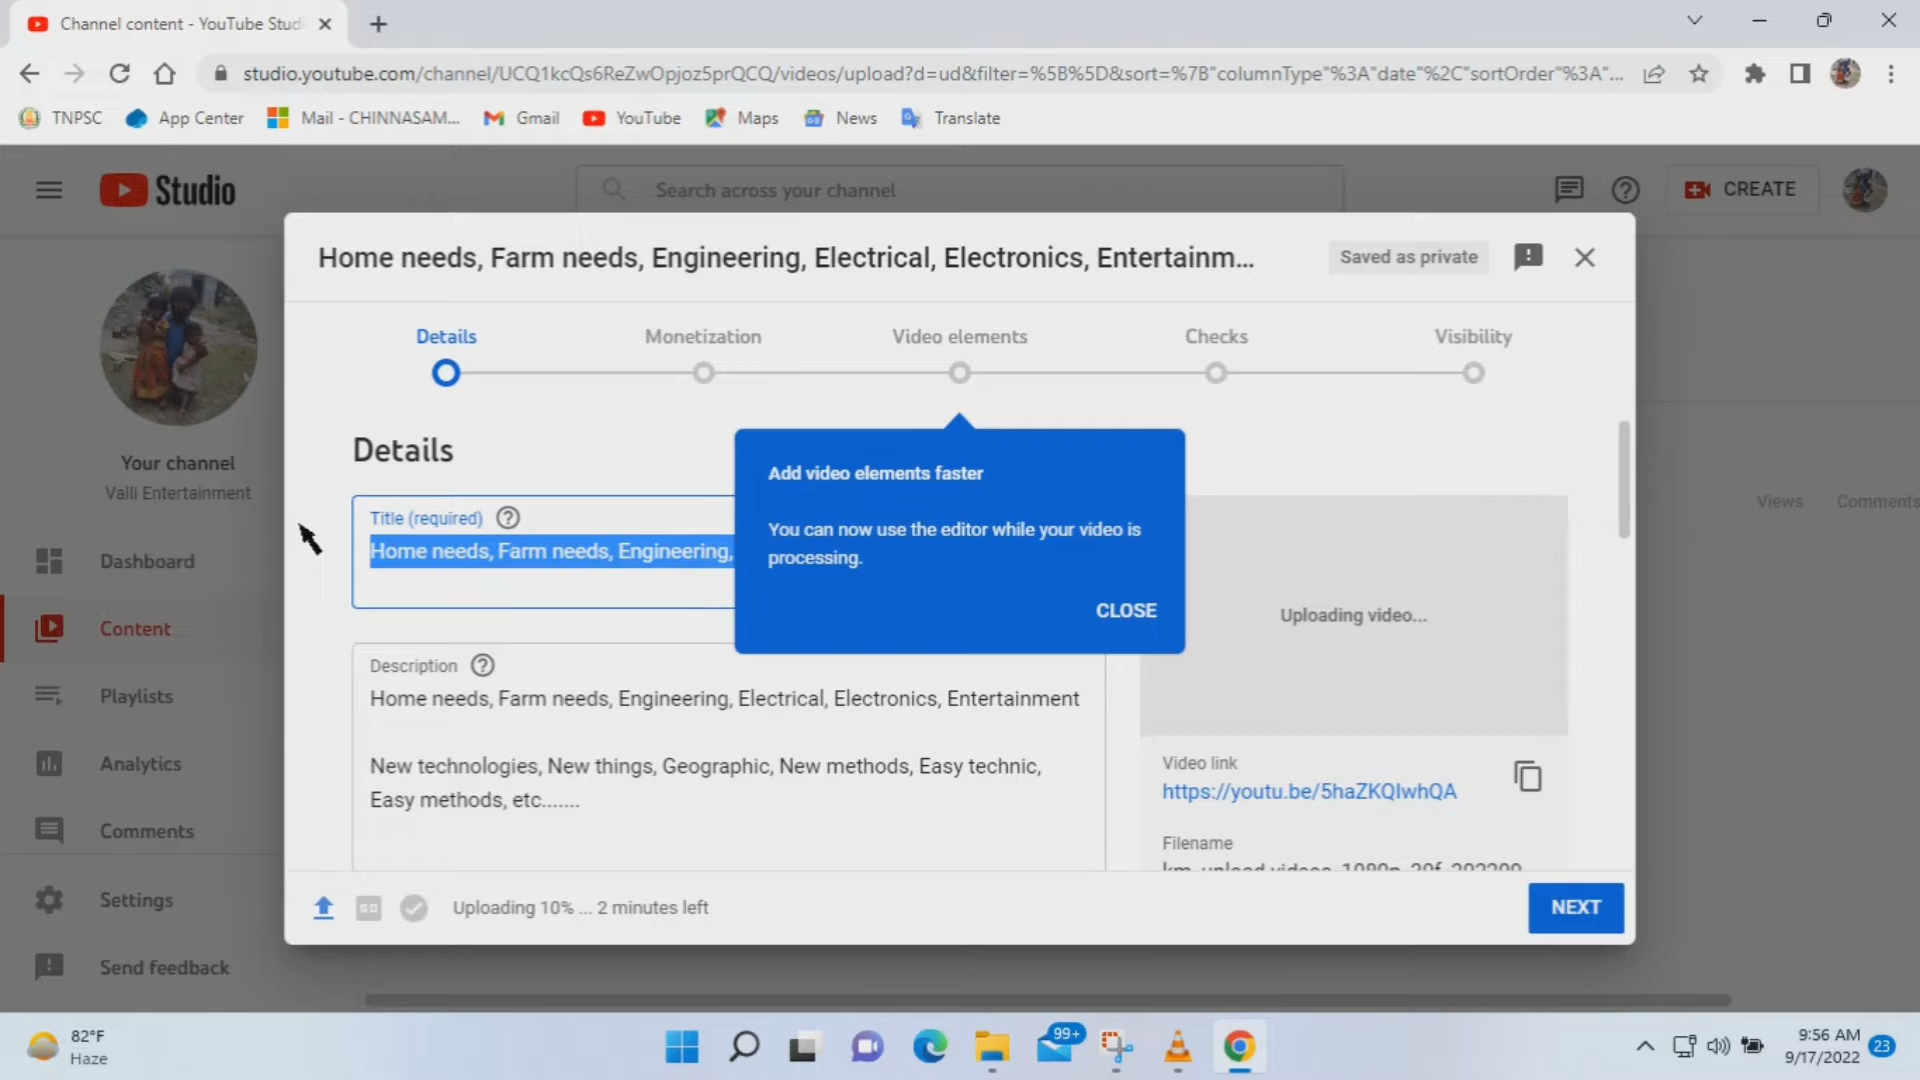 Channel content - YouTube Stud
studio.youtube.com/channel/UCQ1kcQs6ReZwOpjoz5prQCQ/videos/upload?d=ud&filter=%5B%5D&sort=%7B"columnType"%3A"date"%2C"sortOrder"%3A"...
TNPSC App Center Mail - CHINNASAM... Gmail YouTube Maps News Translate
Studio
Search across your channel
CREATE
Home needs, Farm needs, Engineering, Electrical, Electronics, Entertainm...
Saved as private
Details Monetization Video elements Checks Visibility
Your channel
Valli Entertainment
Dashboard
Content
Playlists
Analytics
Comments
Settings
Send feedback
Details
Title (required)
Home needs, Farm needs, Engineering,
Add video elements faster
You can now use the editor while your video is
processing.
CLOSE
Description
Home needs, Farm needs, Engineering, Electrical, Electronics, Entertainment
New technologies, New things, Geographic, New methods, Easy technic,
Easy methods, etc.......
Uploading video...
Video link
https://youtu.be/5haZKQIwhQA
Filename
Views Comments
SD
Uploading 10% ... 2 minutes left
NEXT
82°F
Haze
99+
9:56 AM
9/17/2022
23